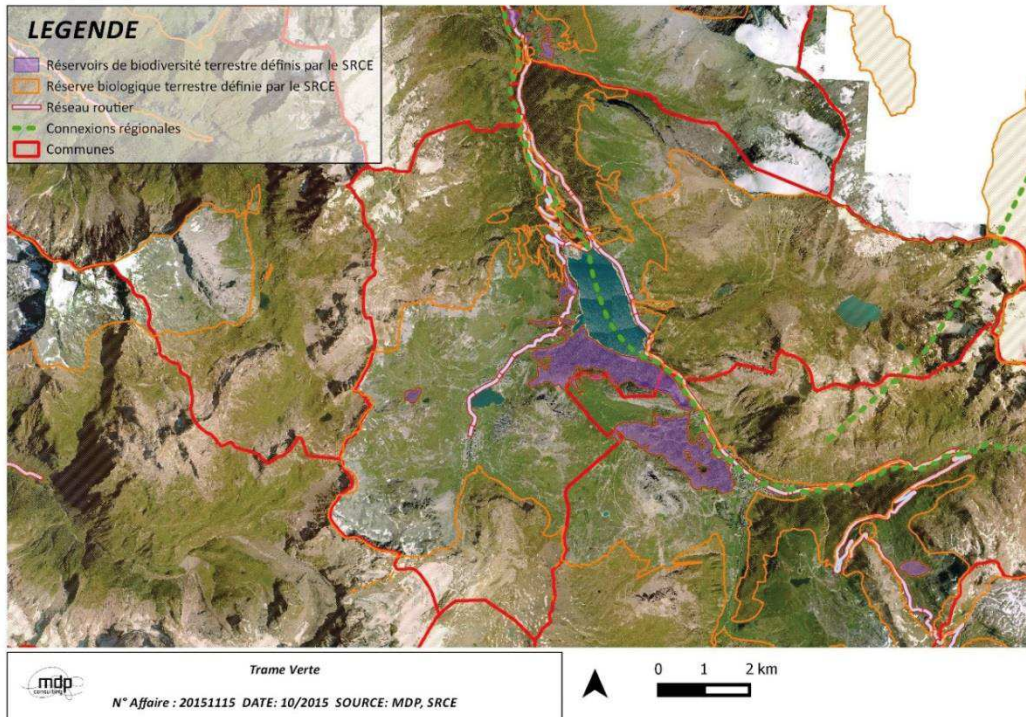 LEGENDE
Réservoirs de biodiversité terrestre définis par le SRCE
Réserve biologique terrestre définie par le SRCE
Réseau routier
Connexions régionales
Communes
mdp
consulting
Trame Verte
N° Affaire : 20151115 DATE: 10/2015 SOURCE: MDP, SRCE
0 1 2 km